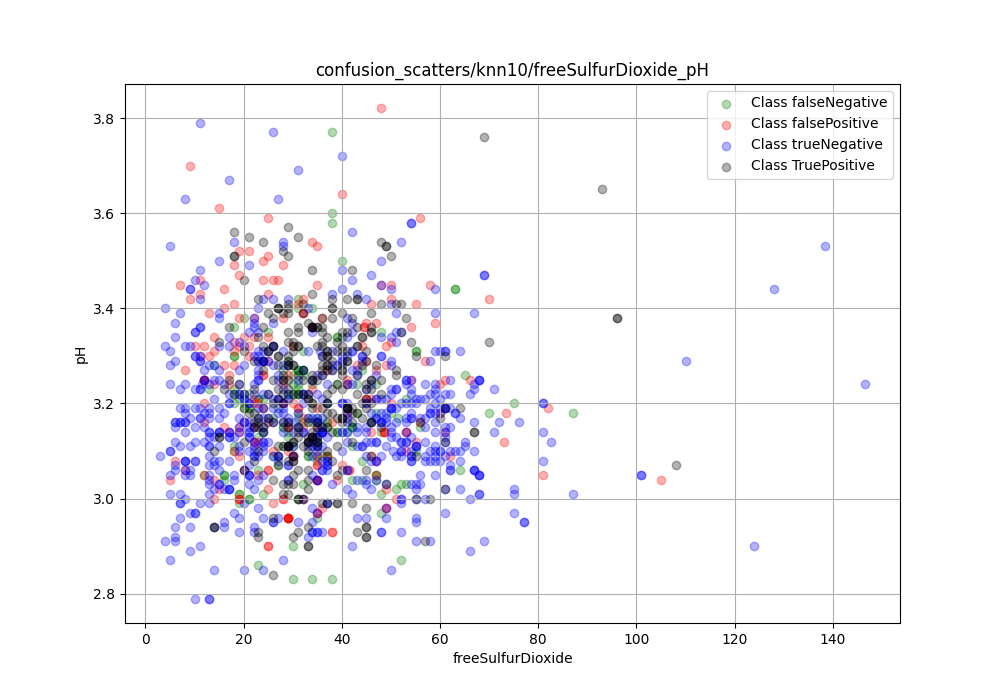 confusion_scatters/knn10/freeSulfurDioxide_pH
Class falseNegative
Class falsePositive
Class trueNegative
Class TruePositive
3.8
3.6
3.4
3.2
3.0
2.8
pH
0 20 40 60 80 100 120 140
freeSulfurDioxide